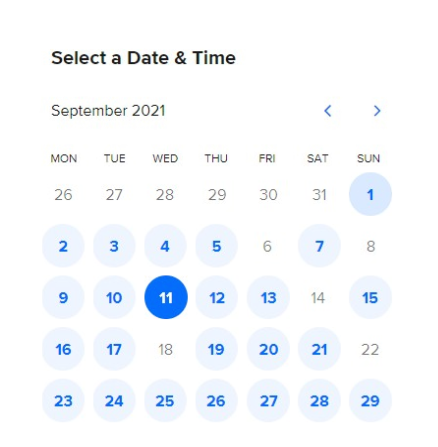 Select a Date & Time
September 2021
MON TUE WED THU FRI SAT SUN
26 27 28 29 30 31 1
2 3 4 5 6 7 8
9 10 11 12 13 14 15
16 17 18 19 20 21 22
23 24 25 26 27 28 29